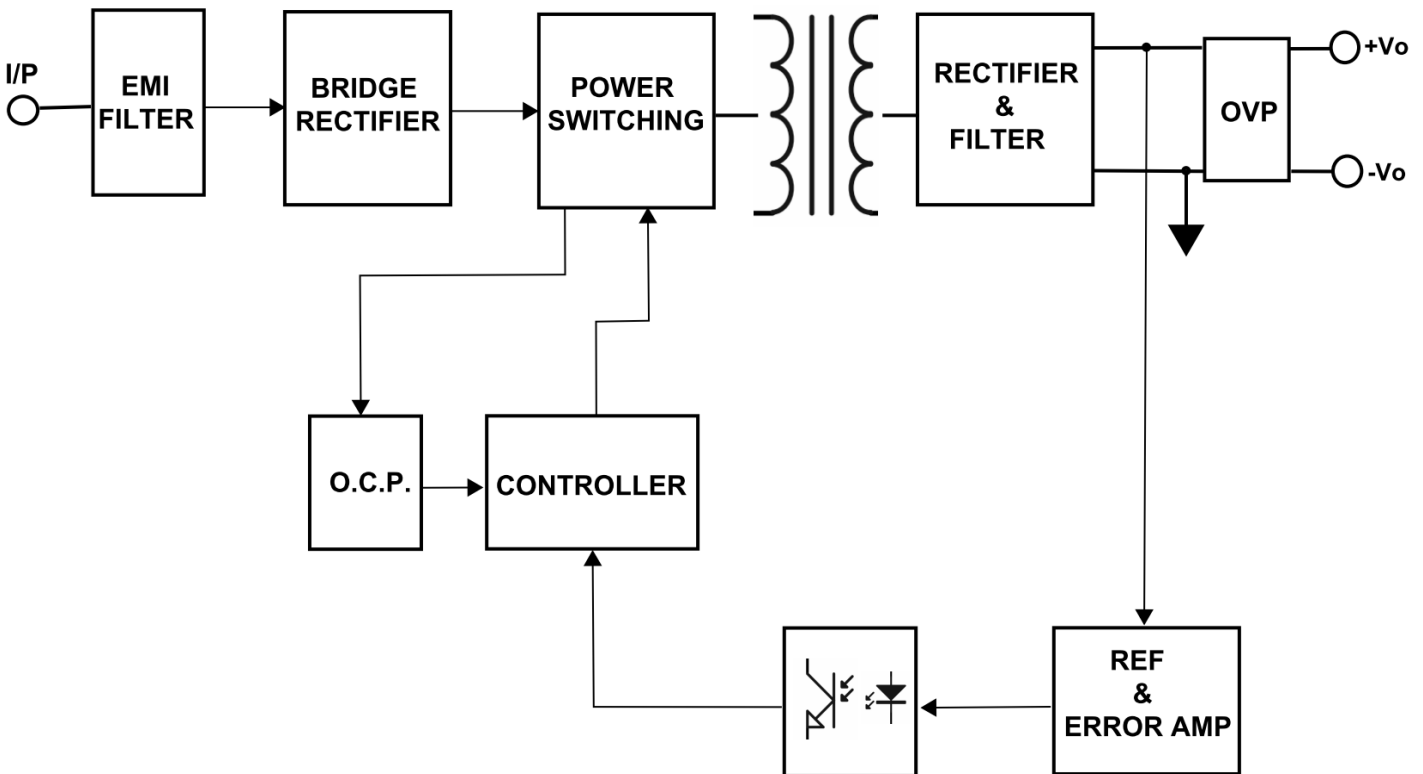 I/P
EMI
FILTER
BRIDGE
RECTIFIER
POWER
SWITCHING
RECTIFIER
&
FILTER
OVP
+Vo
-Vo
O.C.P.
CONTROLLER
REF
&
ERROR AMP